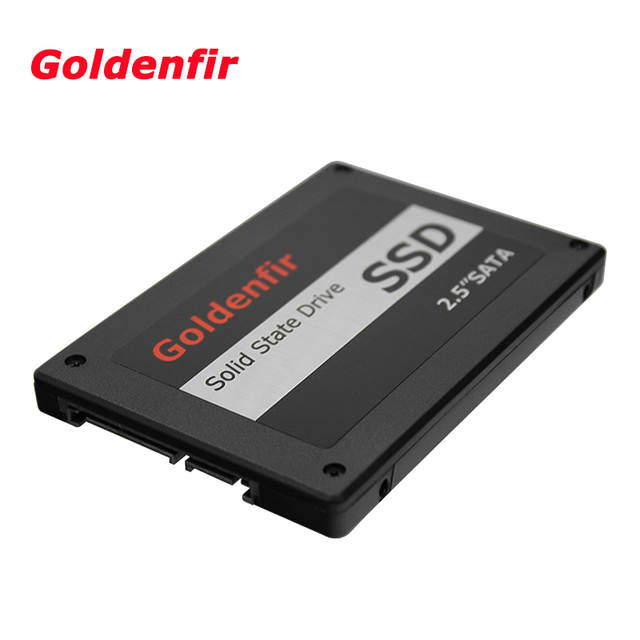 Goldenfir
Goldenfir
Solid State Drive
SSD
2.5”SATA